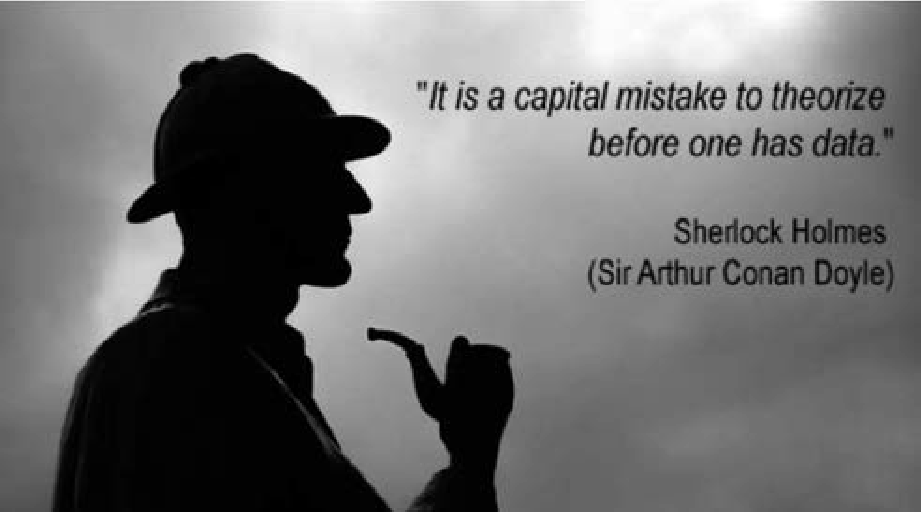 "It is a capital mistake to theorize
before one has data."
Sherlock Holmes
(Sir Arthur Conan Doyle)